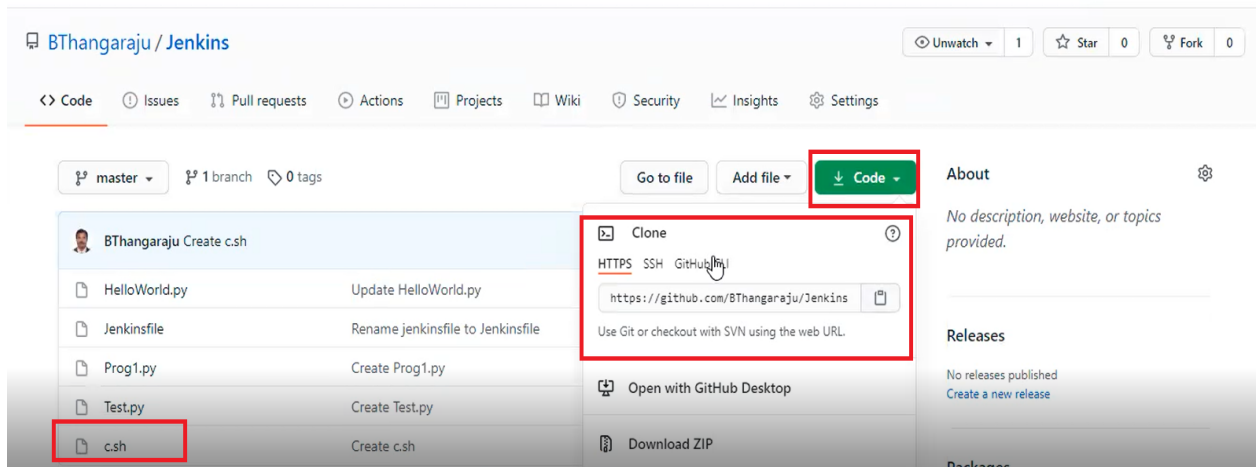 BThangaraju / Jenkins
Unwatch 1 Star 0 Fork 0
Code Issues Pull requests Actions Projects Wiki Security Insights Settings
master 1 branch 0 tags Go to file Add file Code
BThangaraju Create c.sh
HelloWorld.py Update HelloWorld.py
Jenkinsfile Rename jenkinsfile to Jenkinsfile
Prog1.py Create Prog1.py
Test.py Create Test.py
c.sh Create c.sh
Clone
HTTPS SSH
https://github.com/BThangaraju/Jenkins
Use Git or checkout with SVN using the web URL.
Open with GitHub Desktop
Download ZIP
About
No description, website, or topics
provided.
Releases
No releases published
Create a new release